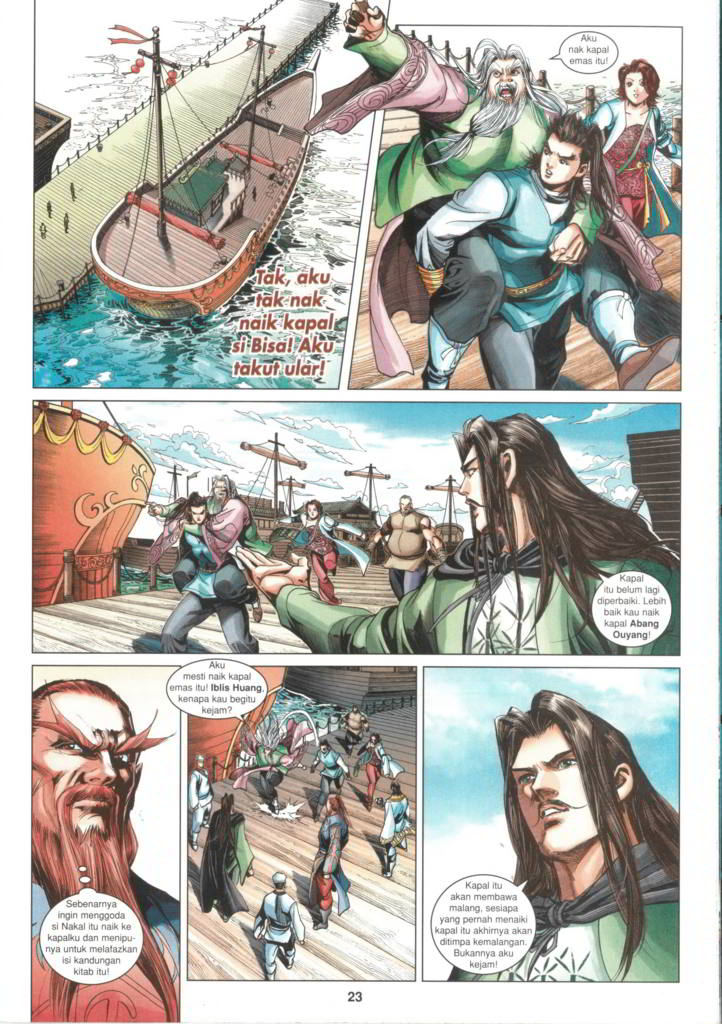 Aku
nak kapal
emas itu!
Tak, aku
tak nak
naik kapal
si Bisa! Aku
takut ular!
Kapal
itu belum lagi
diperbaiki. Lebih
baik kau naik
kapal Abang
Ouyang!
Sebenarnya
ingin menggoda
si Nakal itu naik ke
kapalku dan menipu-
nya untuk melafazkan
isi kandungan
kitab itu!
Aku
mesti naik kapal
emas itu! Iblis Huang,
kenapa kau begitu
kejam?
Kapal itu
akan membawa
malang, sesiapa
yang pernah menaiki
kapal itu akhirnya akan
ditimpa kemalangan.
Bukannya aku
kejam!
23